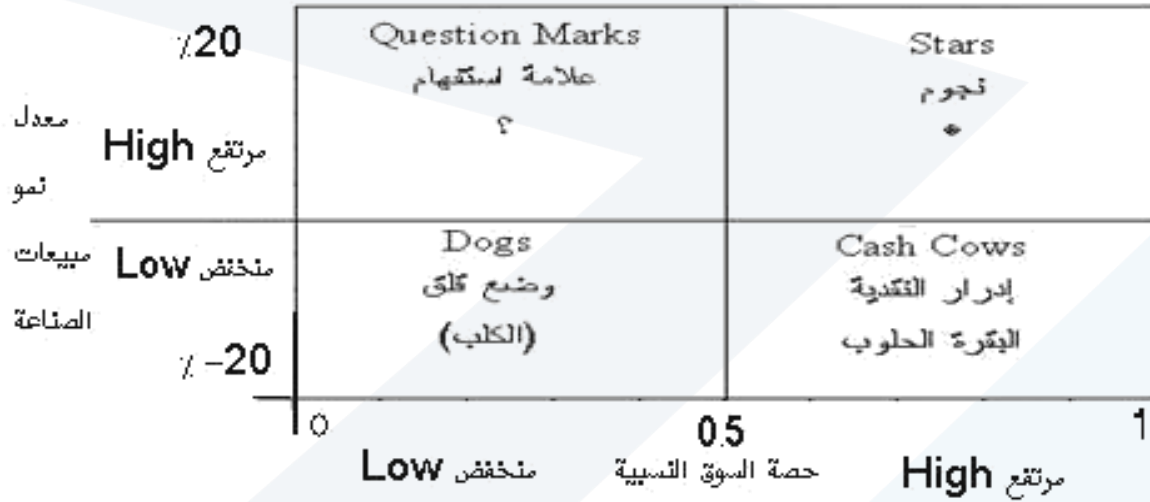 ٪20
Question Marks
علامة استفهام
؟
Stars
نجوم
*
معدل
نمو
مبيعات
الصناعة
High مرتفع
Low منخفض
٪ -20
Dogs
وضع قلق
(الكلب)
Cash Cows
إدرار النقدية
البقرة الحلوب
0
0.5
1
Low منخفض
حصة السوق النسبية
High مرتفع